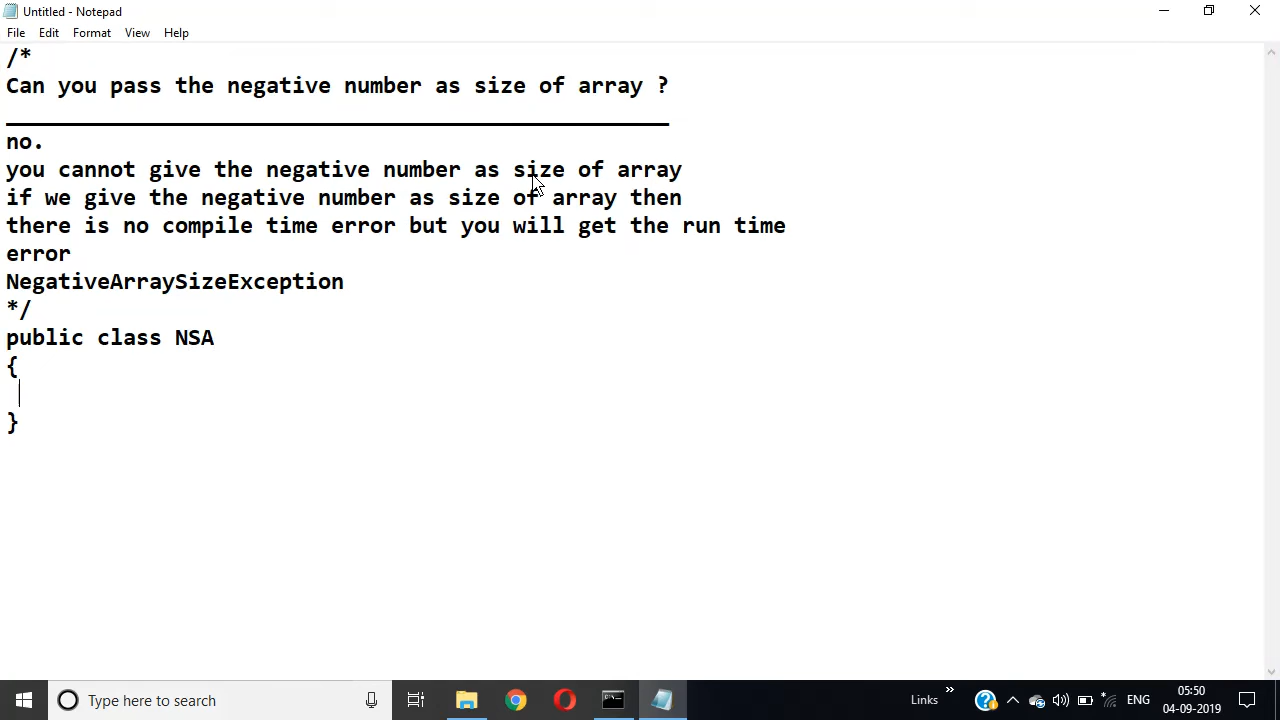 Untitled - Notepad
File Edit Format View Help
/*
Can you pass the negative number as size of array ?
no.
you cannot give the negative number as size of array
if we give the negative number as size of array then
there is no compile time error but you will get the run time
error
NegativeArraySizeException
*/
public class NSA
{
}
Type here to search
Links » ENG 05:50
04-09-2019